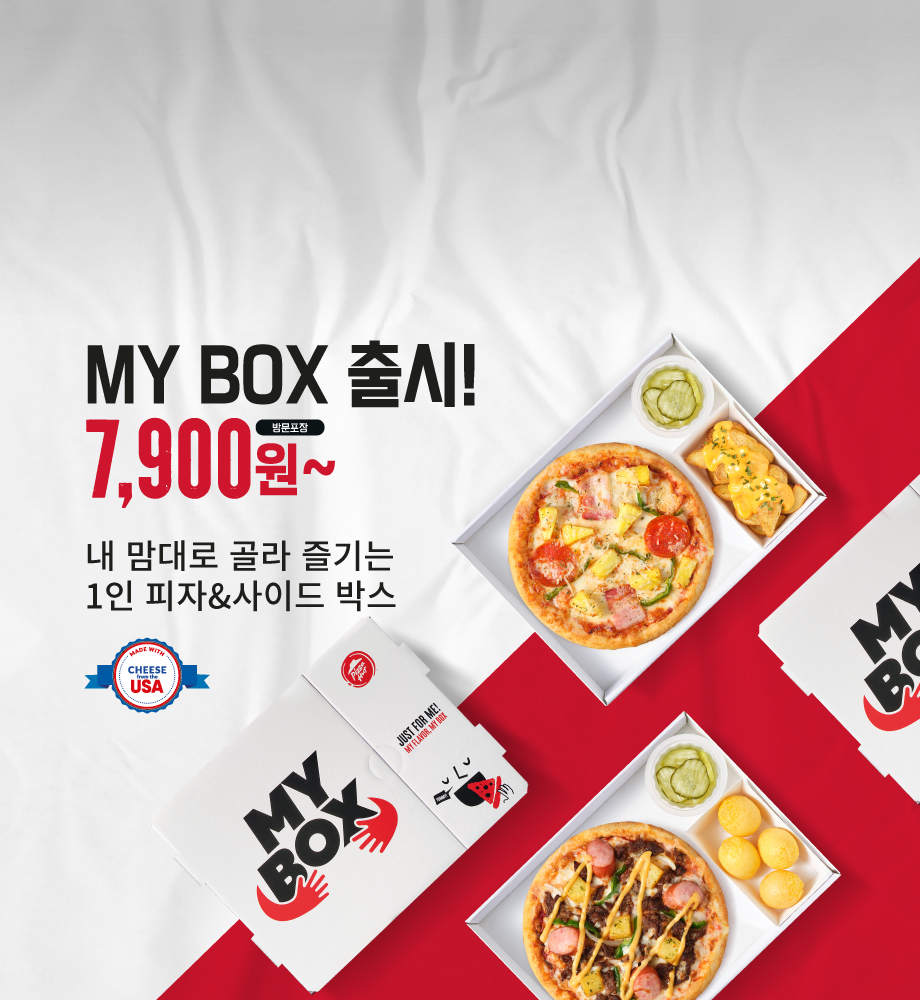 MY BOX 출시!
방문포장
7,900원~
내 맘대로 골라 즐기는
1인 피자&사이드 박스
MADE WITH
CHEESE
from the
USA
Pizza
Hut
JUST FOR ME!
MY FLAVOR, MY BOX
MY
BOX
MY
BO